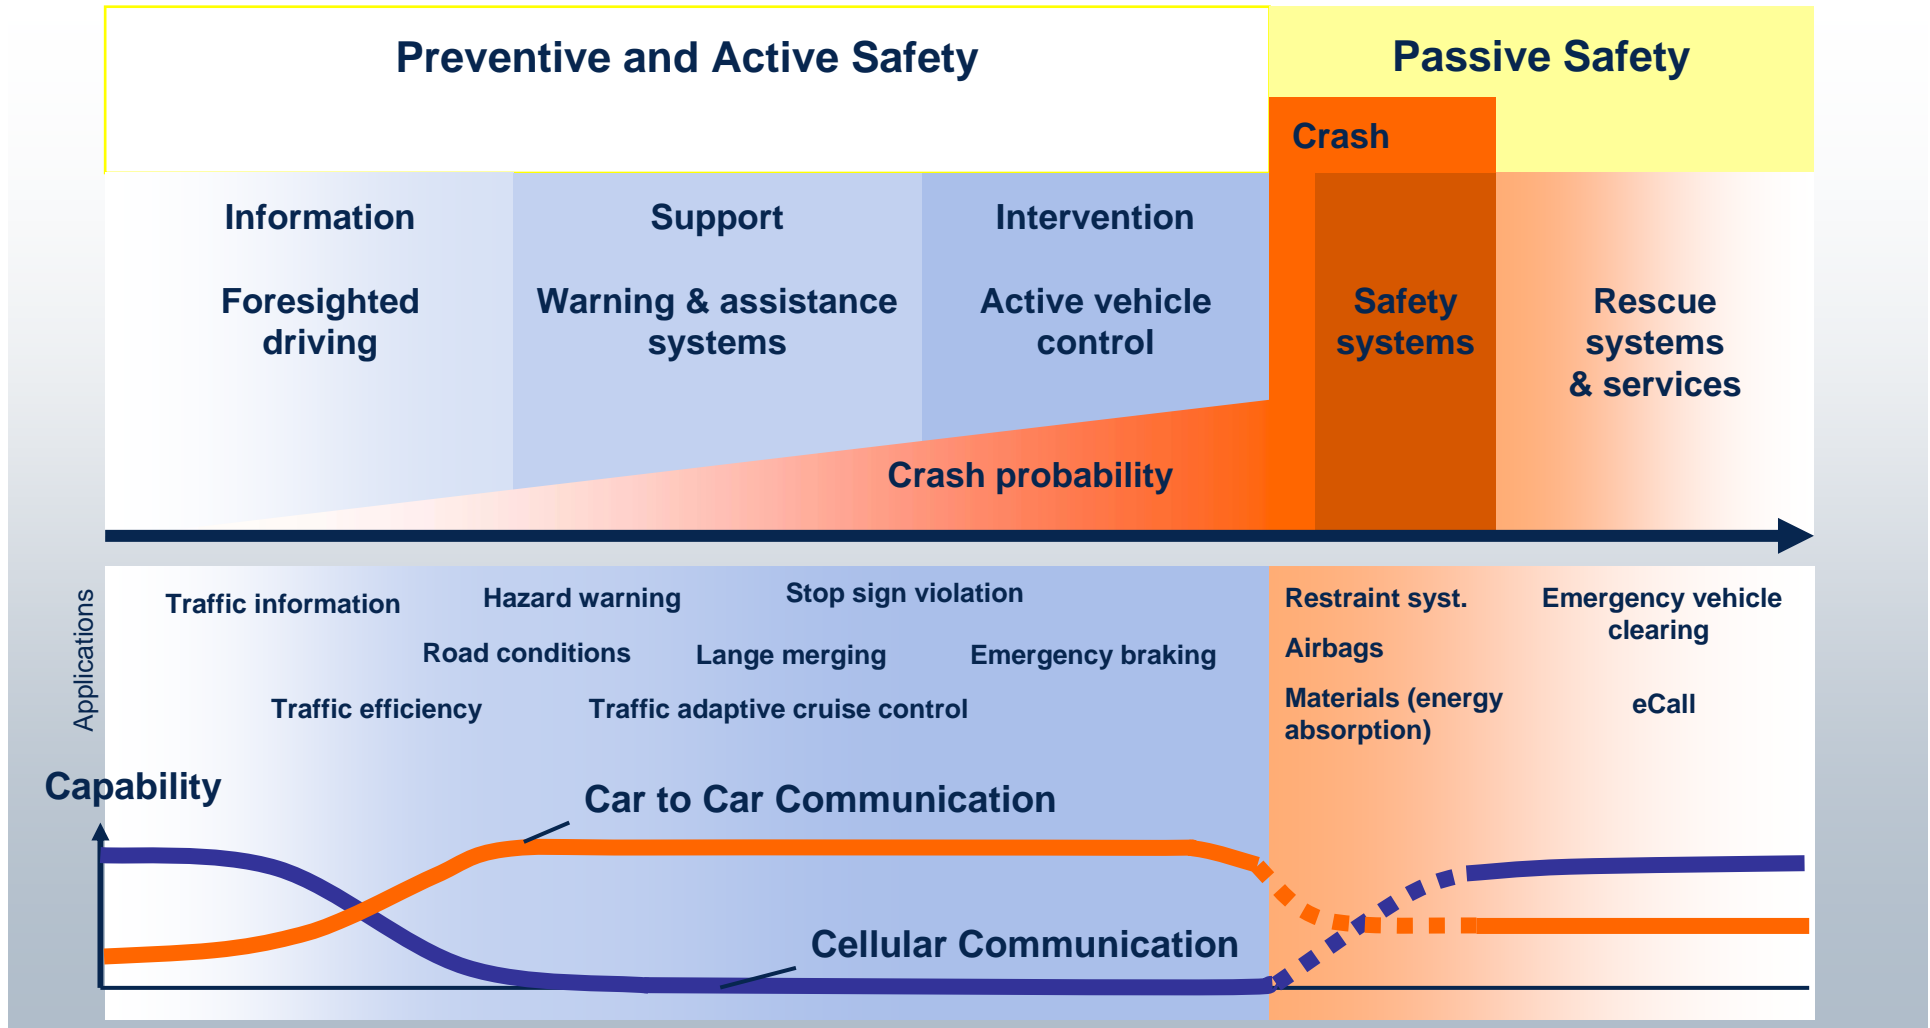 Preventive and Active Safety
Passive Safety
Crash
Information
Support
Intervention
Foresighted
driving
Warning & assistance
systems
Active vehicle
control
Safety
systems
Rescue
systems
& services
Crash probability
Applications
Traffic information
Hazard warning
Stop sign violation
Road conditions
Lange merging
Emergency braking
Traffic efficiency
Traffic adaptive cruise control
Restraint syst.
Airbags
Materials (energy
absorption)
Emergency vehicle
clearing
eCall
Capability
Car to Car Communication
Cellular Communication